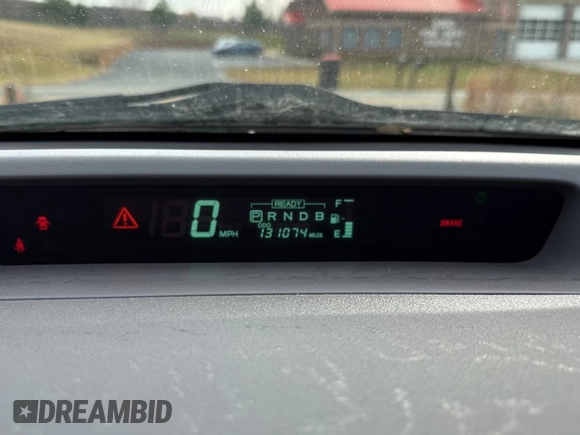 READY
F
P R N D B
0 MPH
ODO
131074 MILES
E
BRAKE
DREAMBID